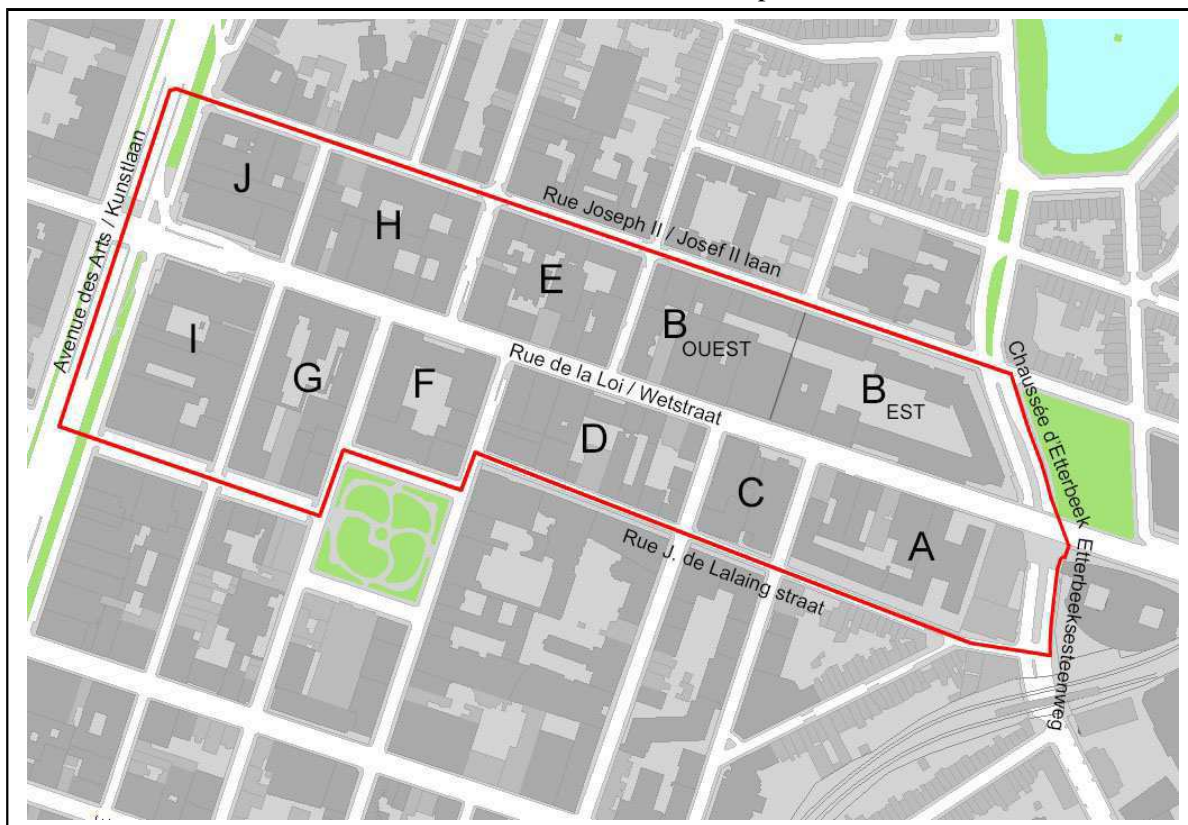 J
H
Avenue des Arts / Kunstlaan
Rue Joseph II / Josef II laan
E
I
G
F
B
OUEST
Rue de la Loi / Wetstraat
B
EST
D
C
A
Chaussée d'Etterbeek Etterbeeksesteenweg
Rue J. de Lalaing straat